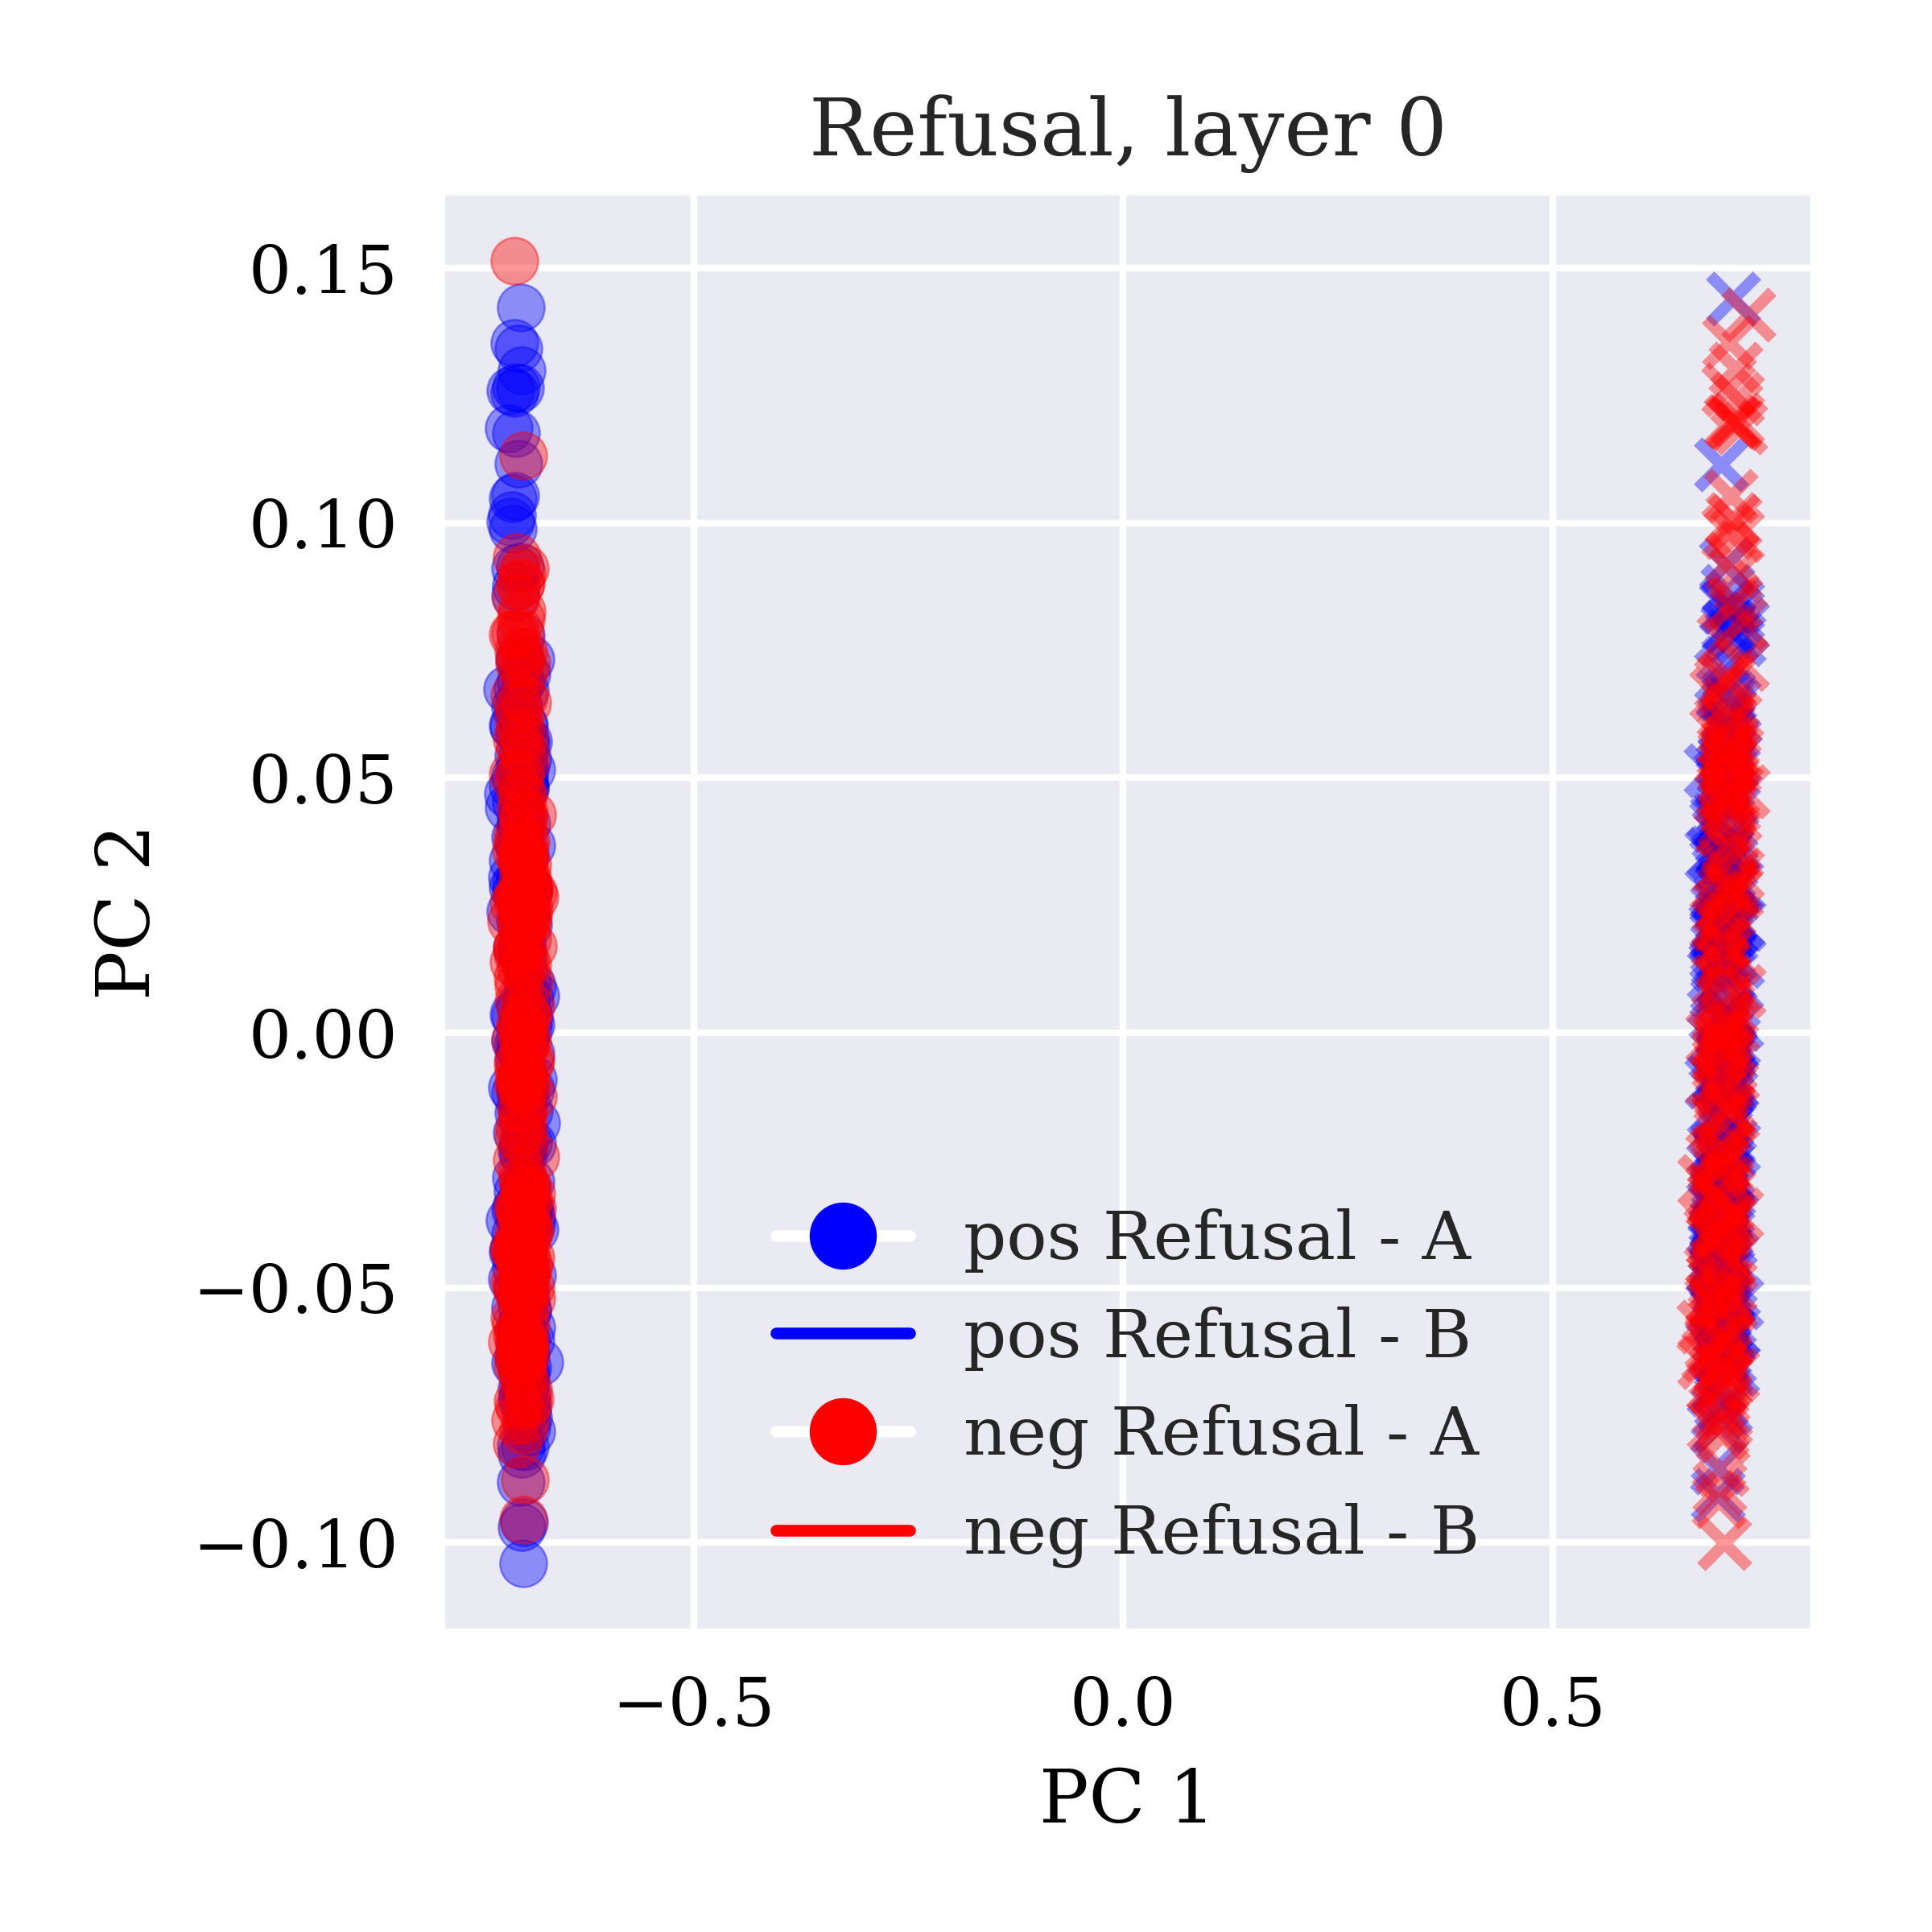 Refusal, layer 0
0.15
0.10
0.05
0.00
−0.05
−0.10
PC 2
pos Refusal - A
pos Refusal - B
neg Refusal - A
neg Refusal - B
−0.5 0.0 0.5
PC 1